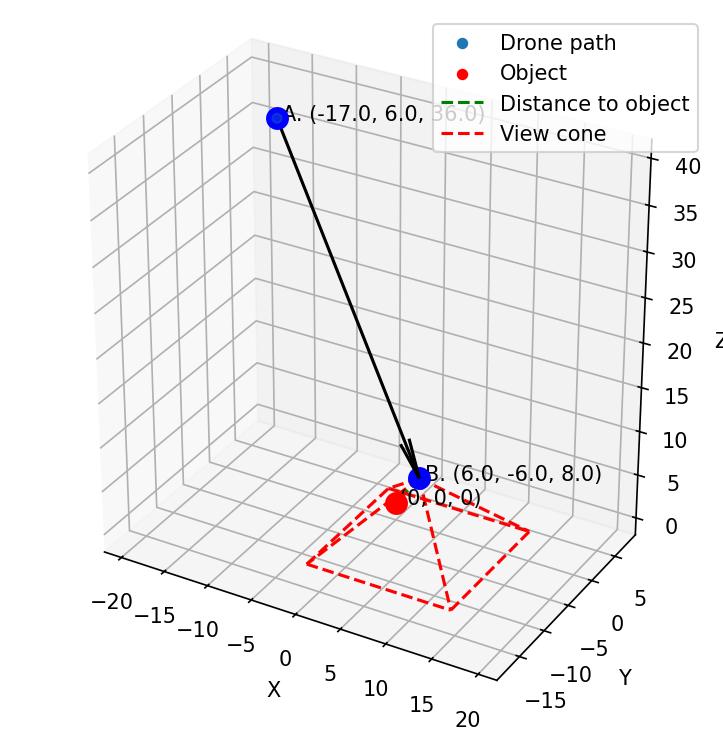 Drone path
Object
Distance to object
View cone
A. (-17.0, 6.0, 36.0)
B. (6.0, -6.0, 8.0)
(0, 0, 0)
40
35
30
25
20
15
10
5
0
Z
−20
−15
−10
−5
0
5
10
15
20
X
5
0
−5
−10
−15
Y